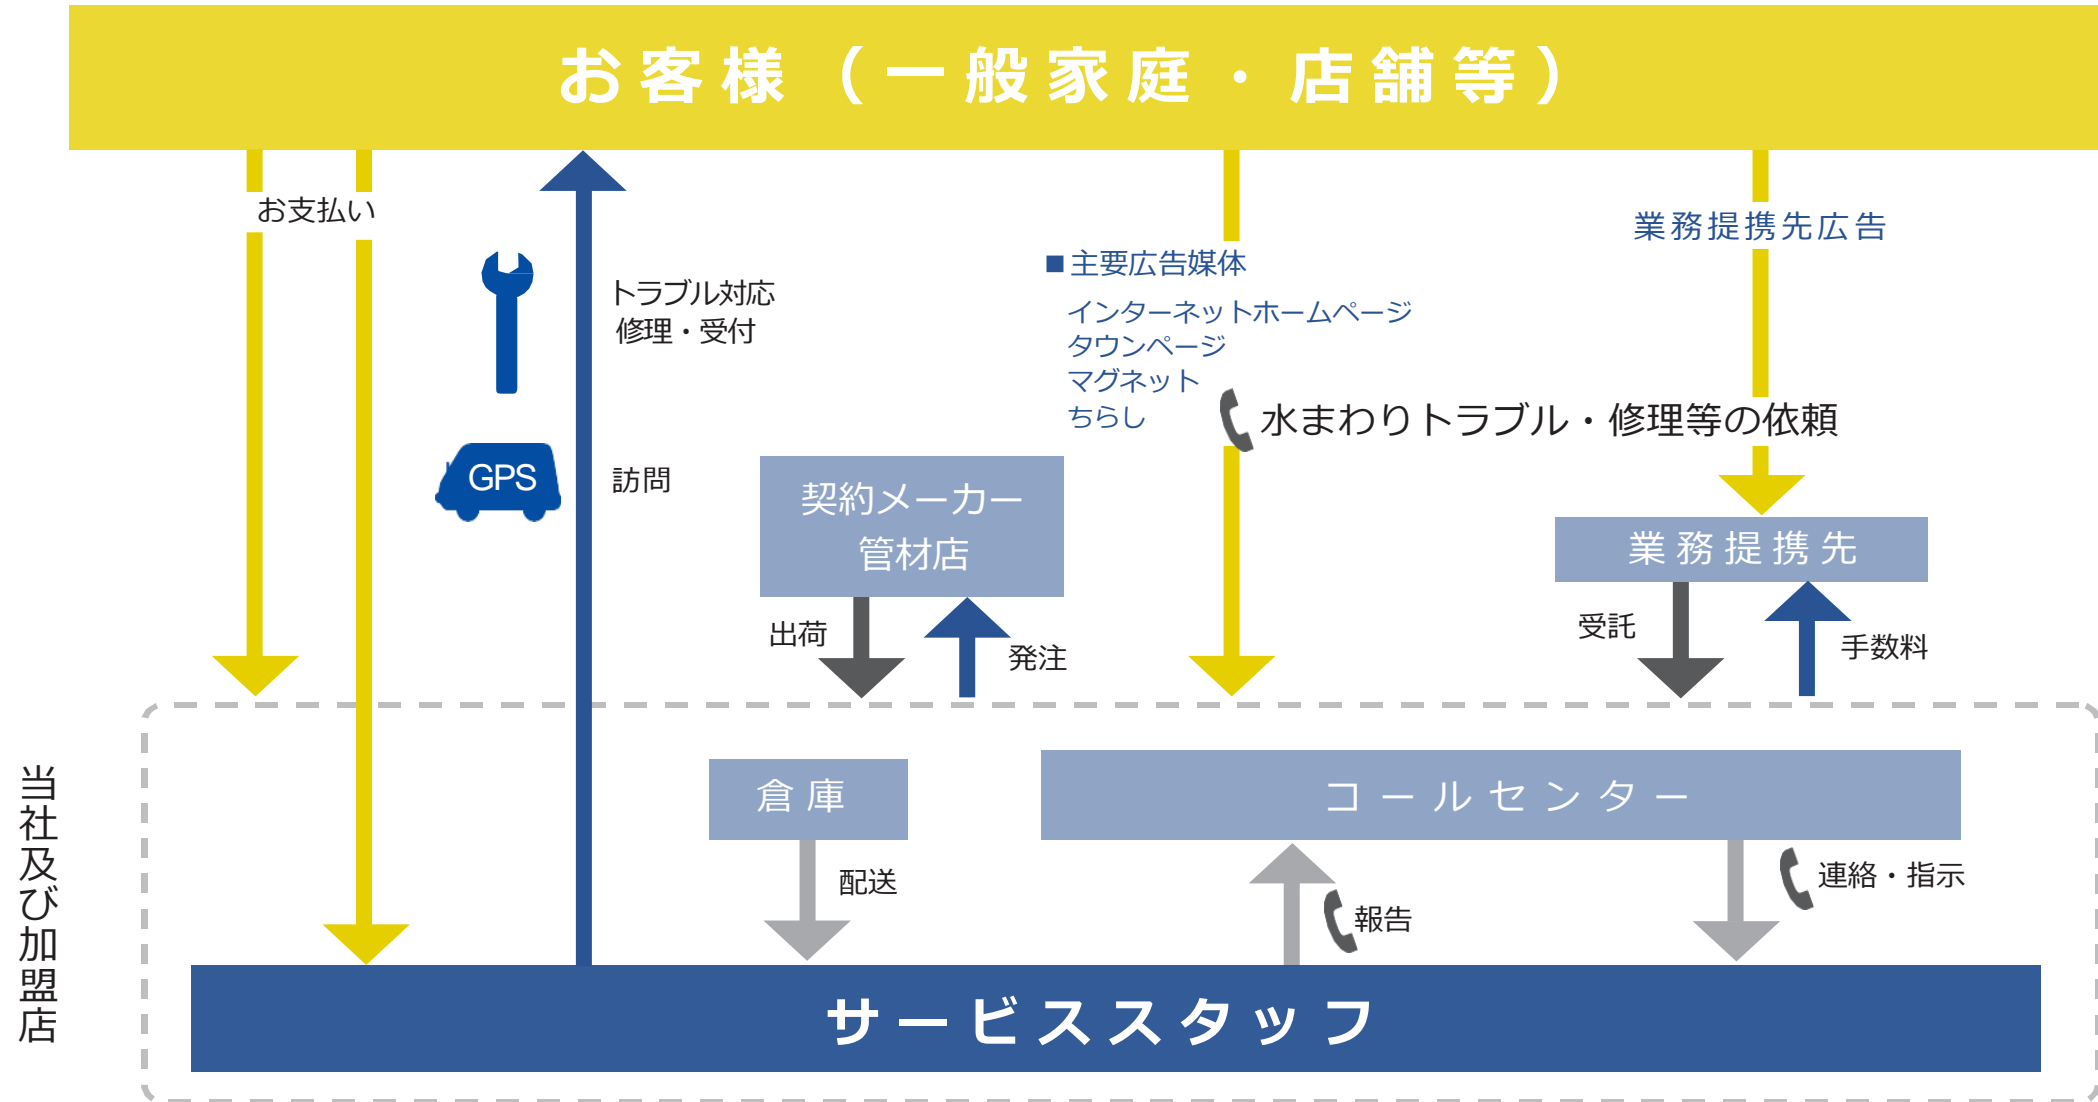 お客様（一般家庭・店舗等）
お支払い
トラブル対応
修理・受付
GPS
訪問
■主要広告媒体
インターネットホームページ
タウンページ
マグネット
ちらし
業務提携先広告
水まわりトラブル・修理等の依頼
契約メーカー
管材店
業務提携先
出荷
発注
受託
手数料
当社及び加盟店
倉庫
コールセンター
配送
報告
連絡・指示
サービススタッフ